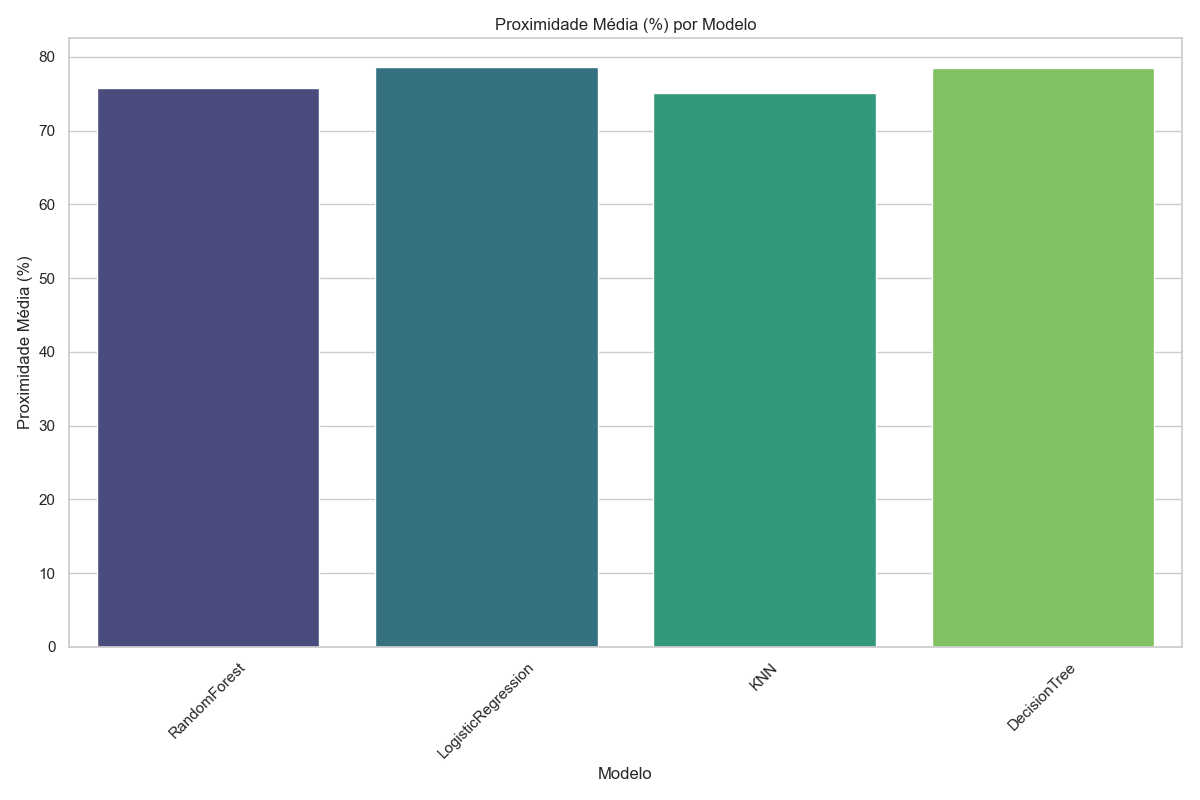 Proximidade Média (%) por Modelo
Proximidade Média (%)
80
70
60
50
40
30
20
10
0
RandomForest
LogisticRegression
KNN
DecisionTree
Modelo